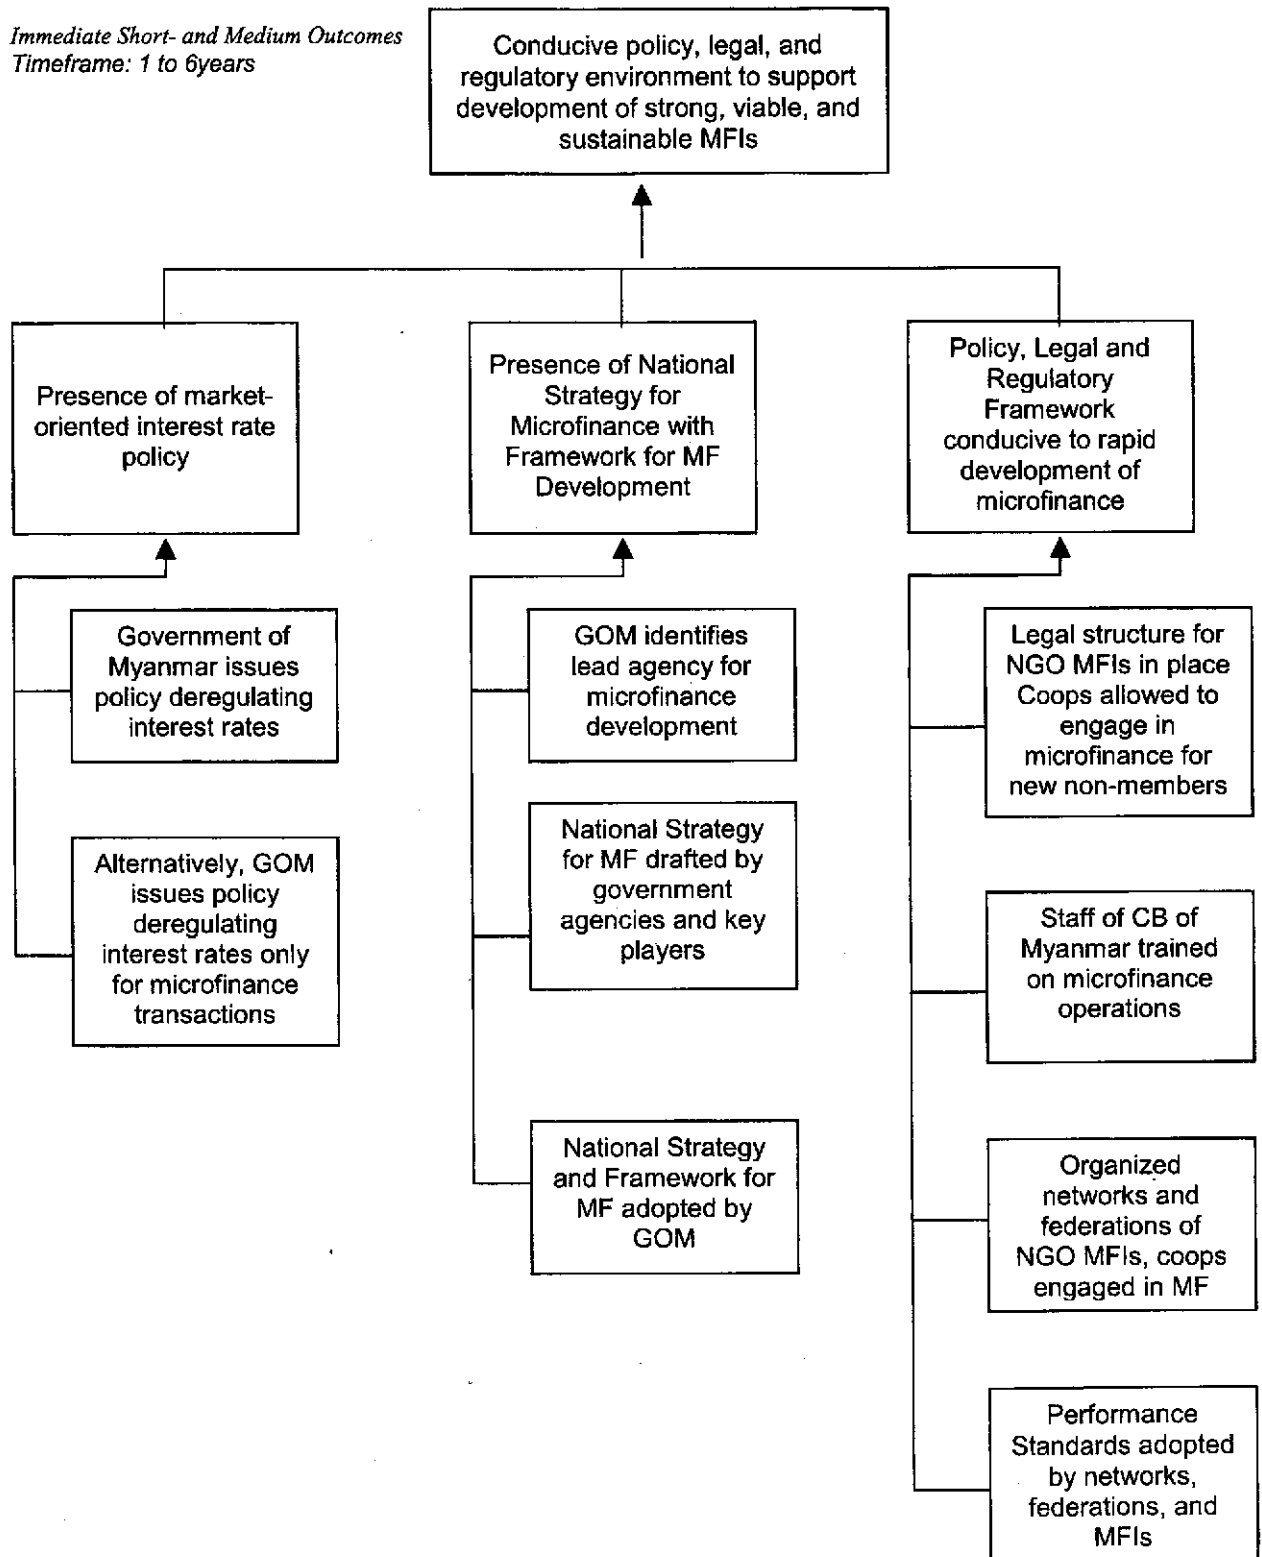 Immediate Short- and Medium Outcomes
Timeframe: 1 to 6years
Conducive policy, legal, and
regulatory environment to support
development of strong, viable, and
sustainable MFIs
Presence of market-
oriented interest rate
policy
Government of
Myanmar issues
policy deregulating
interest rates
Alternatively, GOM
issues policy
deregulating
interest rates only
for microfinance
transactions
Presence of National
Strategy for
Microfinance with
Framework for MF
Development
GOM identifies
lead agency for
microfinance
development
National Strategy
for MF drafted by
government
agencies and key
players
National Strategy
and Framework for
MF adopted by
GOM
Policy, Legal and
Regulatory
Framework
conducive to rapid
development of
microfinance
Legal structure for
NGO MFIs in place
Coops allowed to
engage in
microfinance for
new non-members
Staff of CB of
Myanmar trained
on microfinance
operations
Organized
networks and
federations of
NGO MFIs, coops
engaged in MF
Performance
Standards adopted
by networks,
federations, and
MFIs